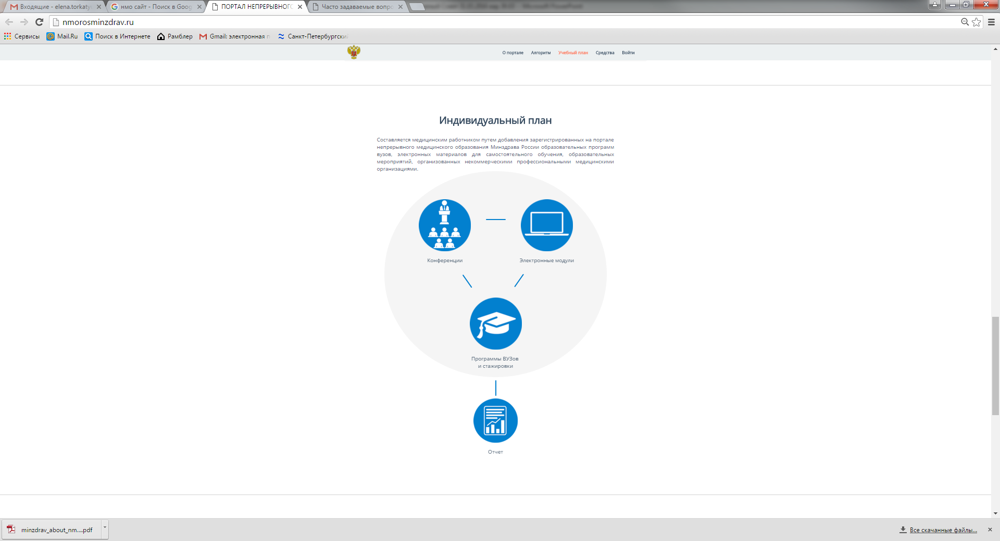 Входящие - elena.torkaty
нмо сайт - Поиск в Goog
ПОРТАЛ НЕПРЕРЫВНОГО
Часто задаваемые вопро
nmorosminzdrav.ru
Сервисы
Mail.Ru
Поиск в Интернете
Рамблер
Gmail: электронная п
Санкт-Петербургский
О портале
Алгоритм
Учебный план
Средства
Войти
Индивидуальный план
Составляется медицинским работником путем добавления зарегистрированных на портале
непрерывного медицинского образования Минздрава России образовательных программ
вузов, электронных материалов для самостоятельного обучения, образовательных
мероприятий, организованных некоммерческими профессиональными медицинскими
организациями.
Конференции
Электронные модули
Программы ВУЗов
и стажировки
Отчет
minzdrav_about_nm....pdf
Все скачанные файлы...